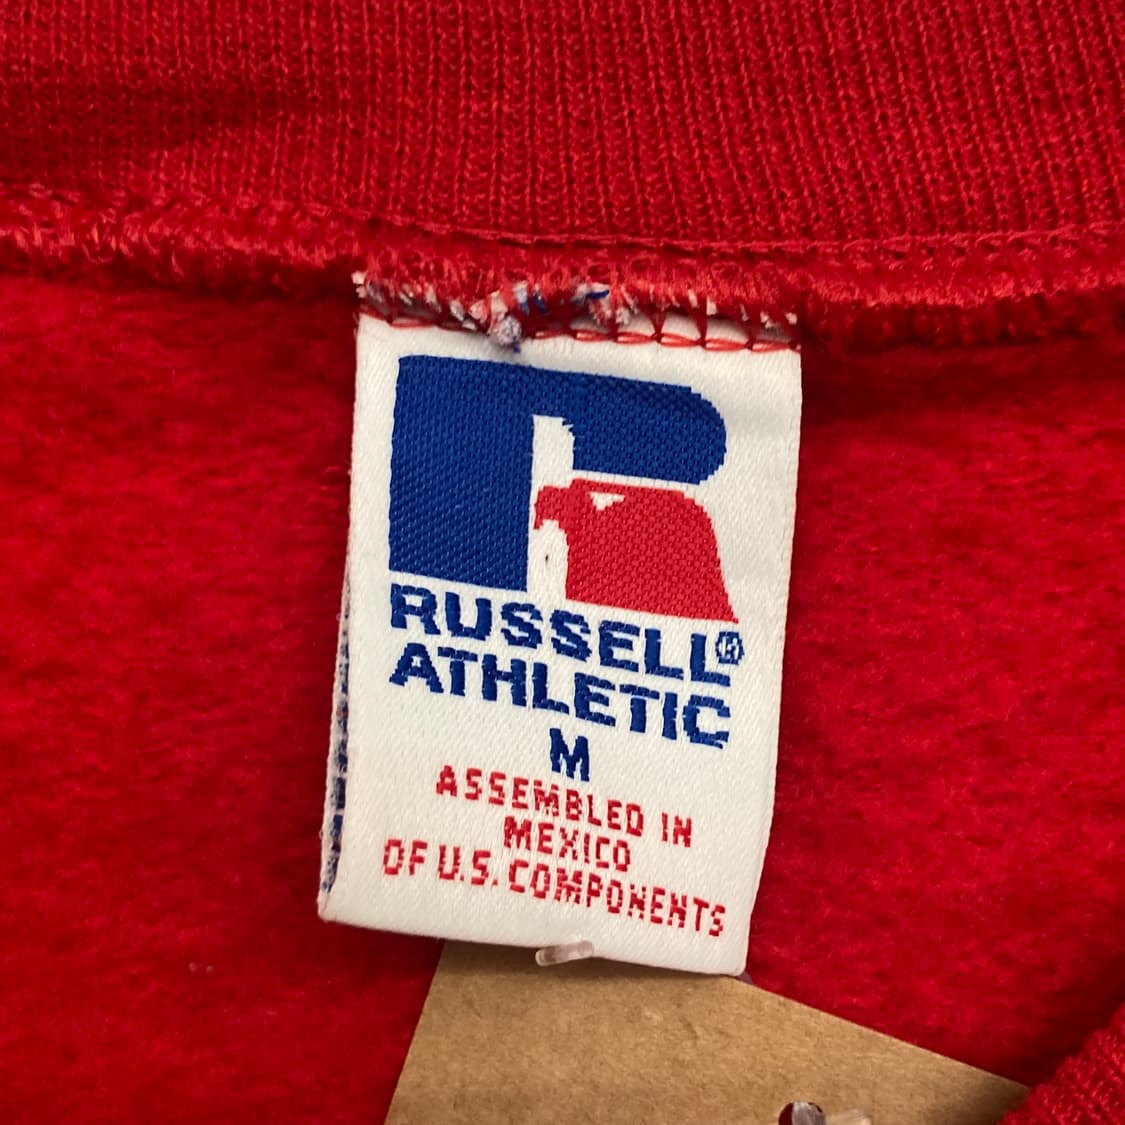 RUSSELL®
ATHLETIC
M
ASSEMBLED IN
MEXICO
OF U.S. COMPONENTS